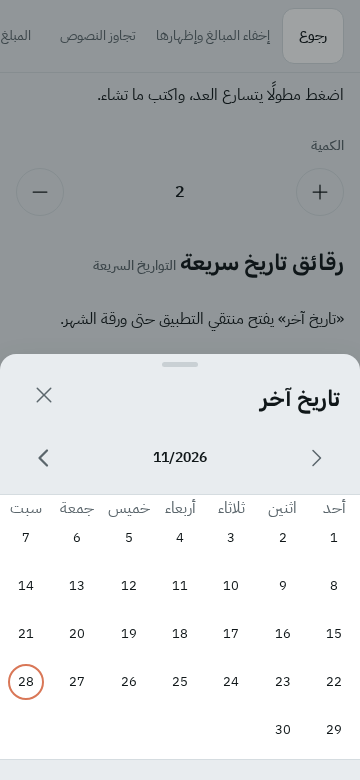 رجوع إخفاء المبالغ وإظهارها تجاوز النصوص المبلغ
اضغط مطولًا يتسارع العد، واكتب ما تشاء.
الكمية
+ 2 −
رقائق تاريخ سريعة التواريخ السريعة
«تاريخ آخر» يفتح منتقي التطبيق حتى ورقة الشهر.
تاريخ آخر
11/2026
أحد اثنين ثلاثاء أربعاء خميس جمعة سبت
1 2 3 4 5 6 7
8 9 10 11 12 13 14
15 16 17 18 19 20 21
22 23 24 25 26 27 28
29 30